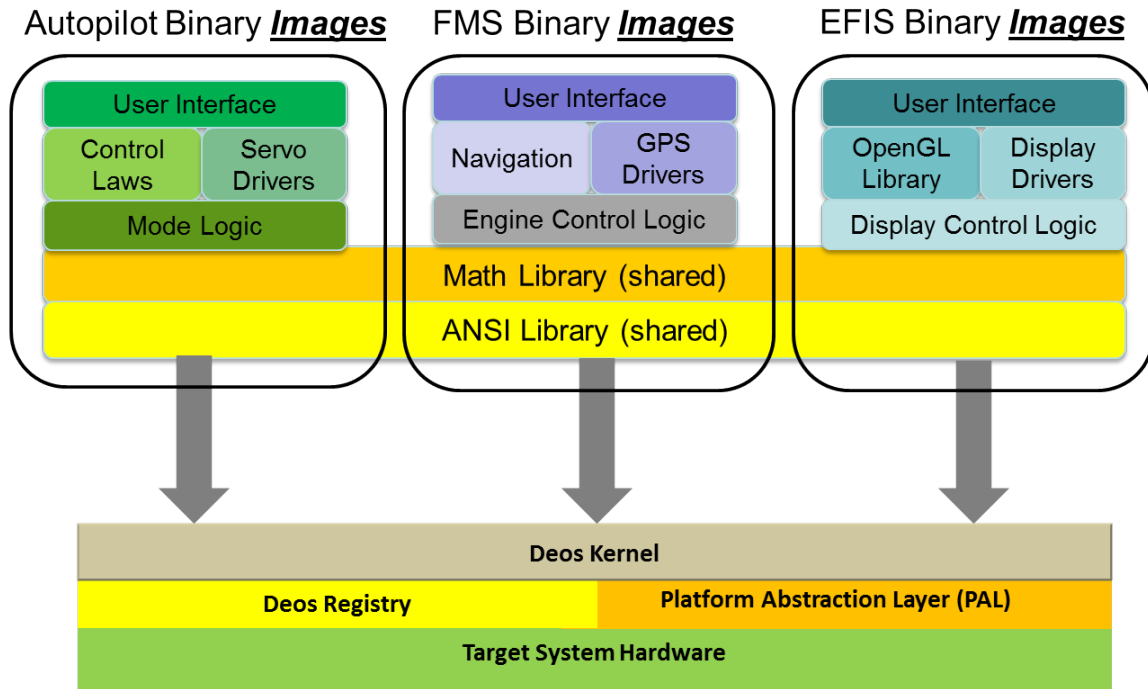 Autopilot Binary Images
FMS Binary Images
EFIS Binary Images
User Interface
Control
Laws
Servo
Drivers
Mode Logic
User Interface
Navigation
GPS
Drivers
Engine Control Logic
User Interface
OpenGL
Library
Display
Drivers
Display Control Logic
Math Library (shared)
ANSI Library (shared)
Deos Kernel
Deos Registry
Platform Abstraction Layer (PAL)
Target System Hardware